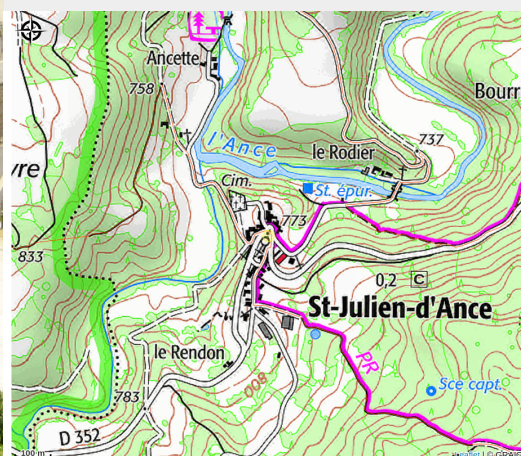 Ancette
758
Bourr
l'Ance
737
le Rodier
yre
Cim.
St. épur.
773
833
0,2 C
St-Julien-d'Ance
le Rendon
PR
800
Sce capt.
783
D 352
100 m